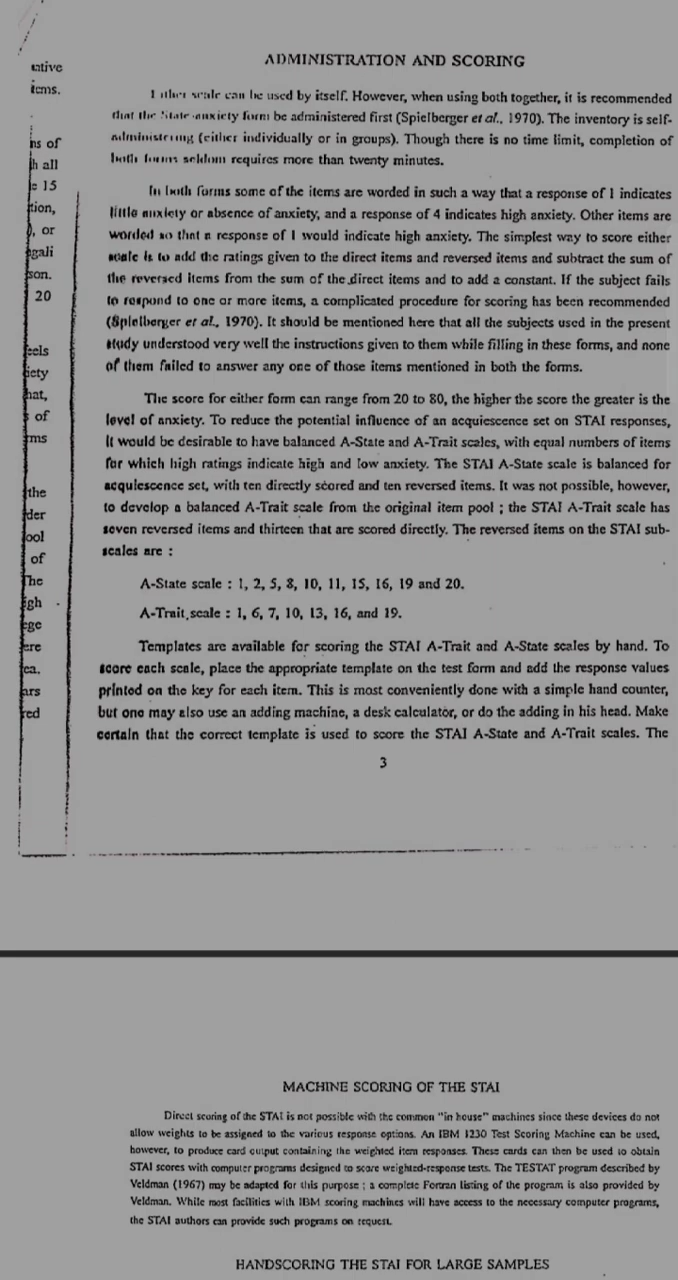 ADMINISTRATION AND SCORING
ative
items.
scale can be used by itself. However, when using both together, it is recommended
that the State-anxiety form be administered first (Spielberger et al., 1970). The inventory is self-
administering (either individually or in groups). Though there is no time limit, completion of
both forms seldom requires more than twenty minutes.
ns of
h all
15
tion,
), or
gali
son.
20
In both forms some of the items are worded in such a way that a response of 1 indicates
little anxiety or absence of anxiety, and a response of 4 indicates high anxiety. Other items are
worded so that a response of 1 would indicate high anxiety. The simplest way to score either
scale is to add the ratings given to the direct items and reversed items and subtract the sum of
the reversed items from the sum of the direct items and to add a constant. If the subject fails
to respond to one or more items, a complicated procedure for scoring has been recommended
(Spielberger et al., 1970). It should be mentioned here that all the subjects used in the present
study understood very well the instructions given to them while filling in these forms, and none
of them failed to answer any one of those items mentioned in both the forms.
eels
iety
hat,
of
ms
The score for either form can range from 20 to 80, the higher the score the greater is the
level of anxiety. To reduce the potential influence of an acquiescence set on STAI responses,
it would be desirable to have balanced A-State and A-Trait scales, with equal numbers of items
for which high ratings indicate high and low anxiety. The STAI A-State scale is balanced for
acquiescence set, with ten directly scored and ten reversed items. It was not possible, however,
to develop a balanced A-Trait scale from the original item pool ; the STAI A-Trait scale has
seven reversed items and thirteen that are scored directly. The reversed items on the STAI sub-
scales are :
the
der
ool
of
The
gh
ege
ere
ca.
ars
red
A-State scale : 1, 2, 5, 8, 10, 11, 15, 16, 19 and 20.
A-Trait scale : 1, 6, 7, 10, 13, 16, and 19.
Templates are available for scoring the STAI A-Trait and A-State scales by hand. To
score each scale, place the appropriate template on the test form and add the response values
printed on the key for each item. This is most conveniently done with a simple hand counter,
but one may also use an adding machine, a desk calculator, or do the adding in his head. Make
certain that the correct template is used to score the STAI A-State and A-Trait scales. The
3
MACHINE SCORING OF THE STAI
Direct scoring of the STAI is not possible with the common "in house" machines since these devices do not
allow weights to be assigned to the various response options. An IBM 1230 Test Scoring Machine can be used,
however, to produce card output containing the weighted item responses. These cards can then be used to obtain
STAI scores with computer programs designed to score weighted-response tests. The TESTAT program described by
Veldman (1967) may be adapted for this purpose ; a complete Fortran listing of the program is also provided by
Veldman. While most facilities with IBM scoring machines will have access to the necessary computer programs,
the STAI authors can provide such programs on request.
HANDSCORING THE STAI FOR LARGE SAMPLES